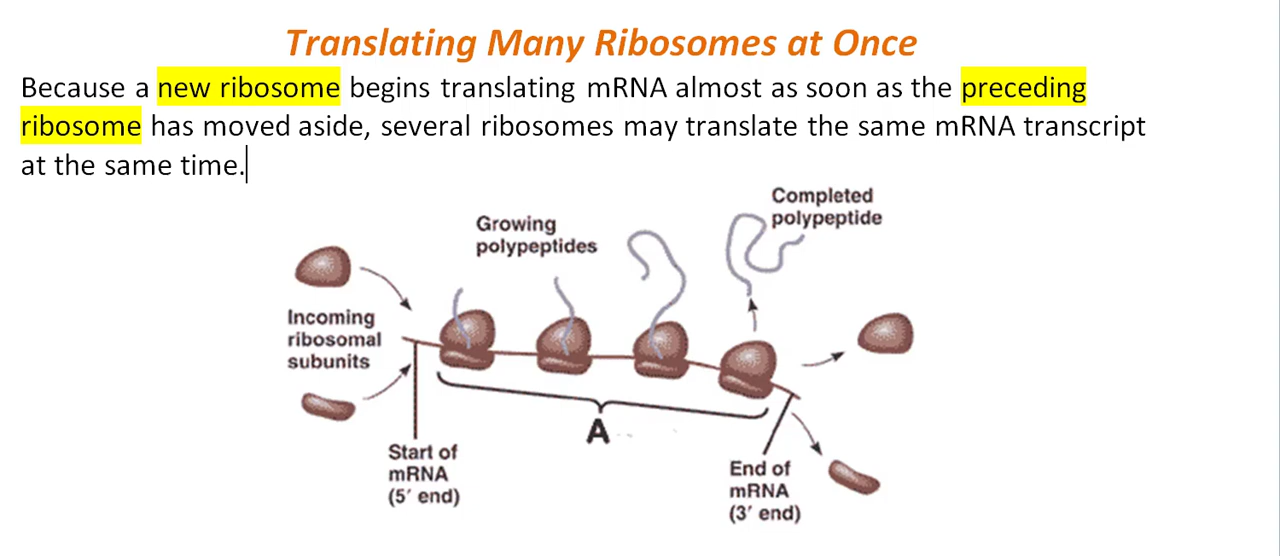 Translating Many Ribosomes at Once
Because a new ribosome begins translating mRNA almost as soon as the preceding
ribosome has moved aside, several ribosomes may translate the same mRNA transcript
at the same time.
Completed
polypeptide
Growing
polypeptides
Incoming
ribosomal
subunits
A
Start of
mRNA
(5′ end)
End of
mRNA
(3′ end)